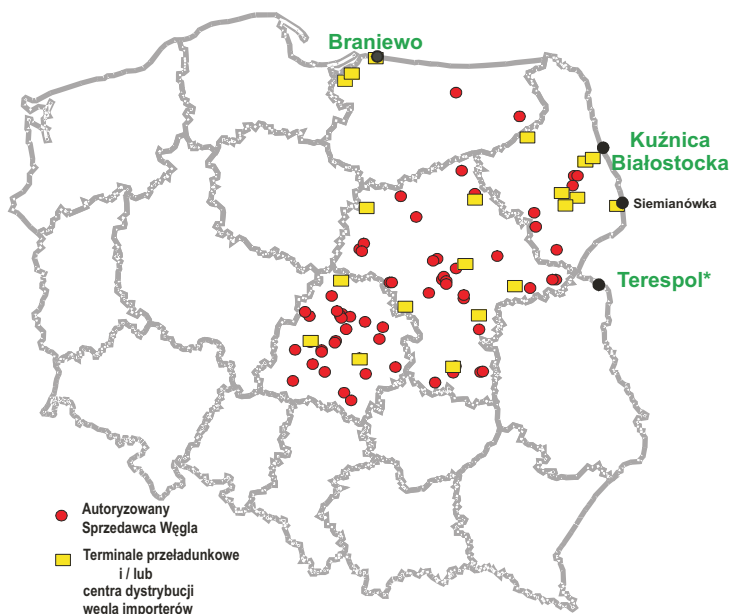 Braniewo
Kuźnica
Białostocka
Siemianówka
Terespol*
Autoryzowany
Sprzedawca Węgla
Terminale przeładunkowe
i / lub
centra dystrybucji
węgla importerów